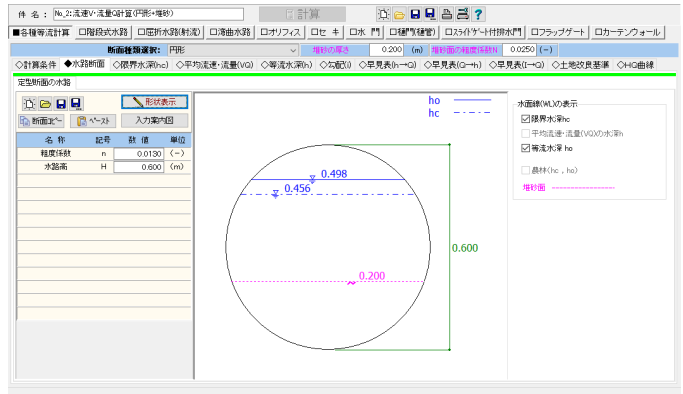 件 名： No_2:流速V・流量Q計算(円形+堆砂) 計算 ?
■各種等流計算 □階段式水路 □屈折水路(射流) □湾曲水路 □オリフィス □セ キ □水 門 □樋門(樋管) □スライドゲート付排水門 □フラップゲート □カーテンウォール
断面種類選択： 円形 堆砂の厚さ 0.200 (m) 堆砂面の粗度係数N 0.0250 (－)
◇計算条件 ◆水路断面 ◇限界水深(hc) ◇平均流速・流量(VQ) ◇等流水深(h) ◇勾配(I) ◇早見表(h→Q) ◇早見表(Q→h) ◇早見表(I→Q) ◇土地改良基準 ◇H-Q曲線
定型断面の水路
形状表示
断面コピー ペースト 入力案内図
名 称 記号 数 値 単位
粗度係数 n 0.0130 (－)
水路高 H 0.600 (m)
ho
hc
0.498
0.456
0.600
0.200
水面線(WL)の表示
限界水深hc
平均流速・流量(VQ)の水深h
等流水深 ho
農林(hc , ho)
堆砂面